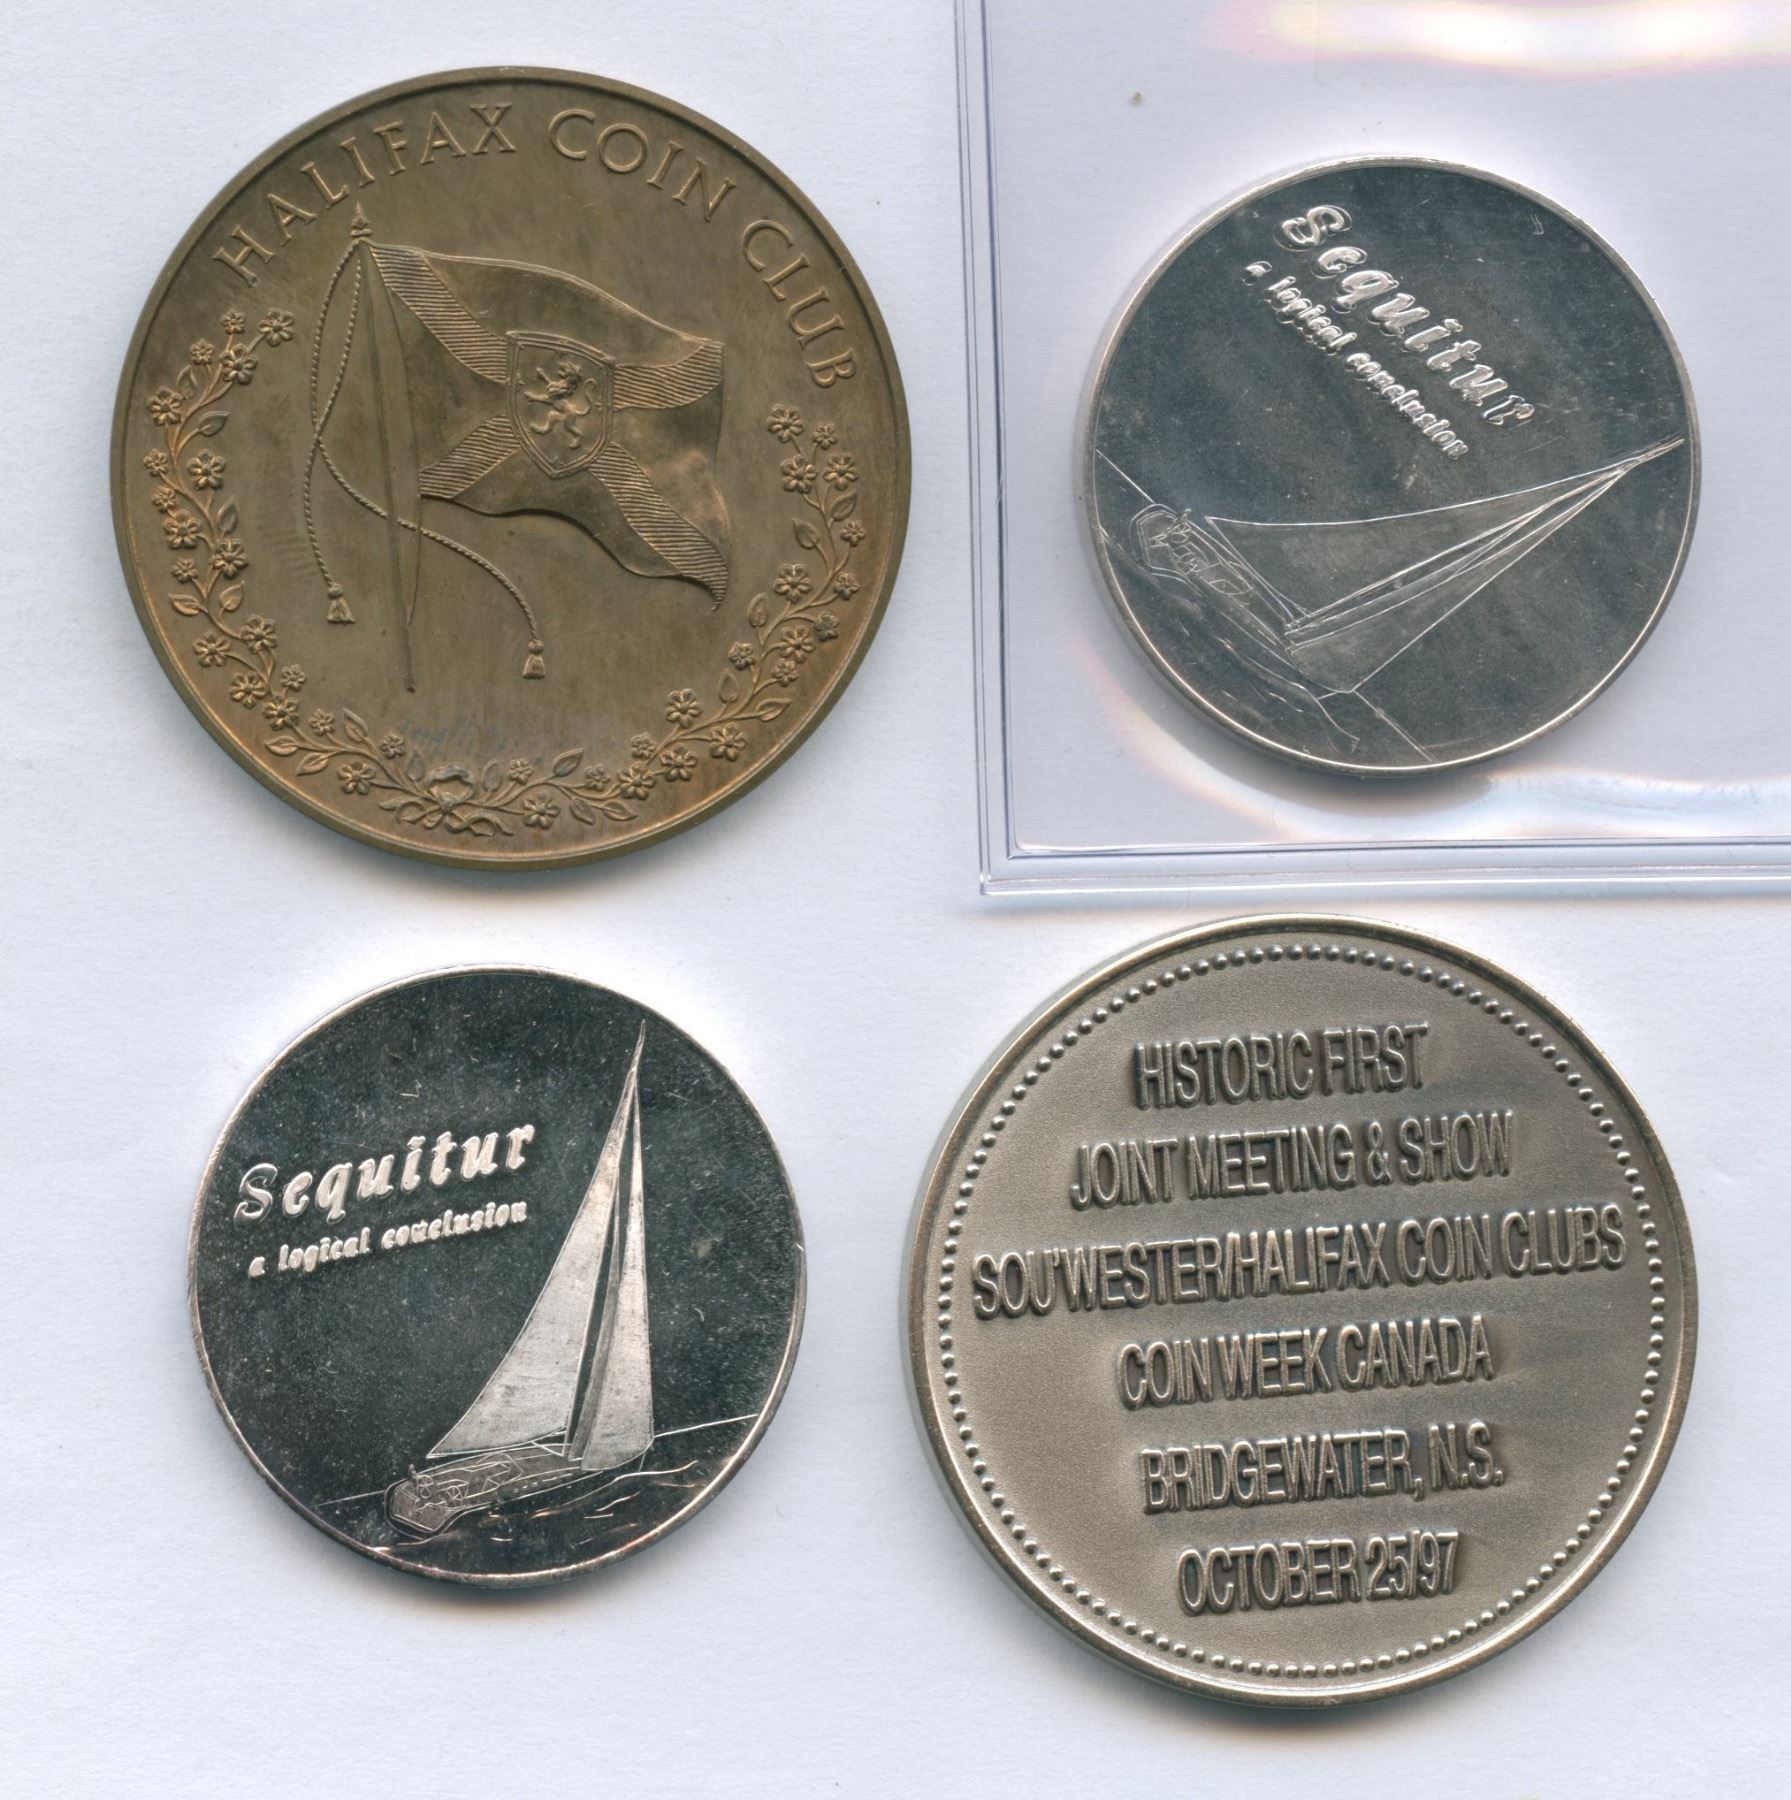 HALIFAX COIN CLUB
Sequitur
a logical conclusion
Sequitur
a logical conclusion
HISTORIC FIRST
JOINT MEETING & SHOW
SOU'WESTER/HALIFAX COIN CLUBS
COIN WEEK CANADA
BRIDGEWATER, N.S.
OCTOBER 25/97